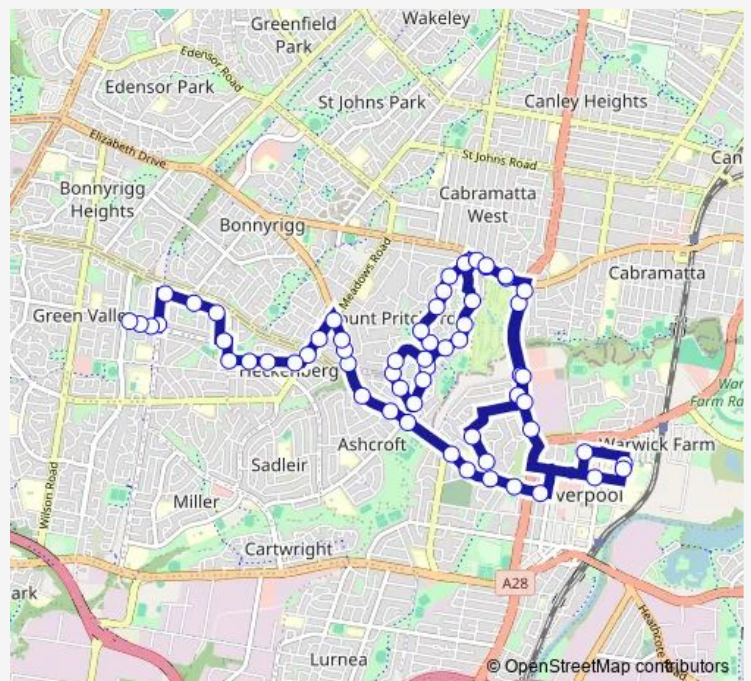 Greenfield
Park
Wakeley
Edensor Road
Edensor Park
St Johns Park
Canley Heights
Elizabeth Drive
St Johns Road
Can
Bonnyrigg
Heights
Cabramatta
West
Bonnyrigg
Meadows Road
Cabramatta
Green Valle
ount Pritc
Heckenberg
War
Farm Ra
Ashcroft
Warwick Farm
Sadleir
Wilson Road
Miller
verpool
Cartwright
A28
ark
Heathcote
ad
Lurnea
© OpenStreetMap contributors